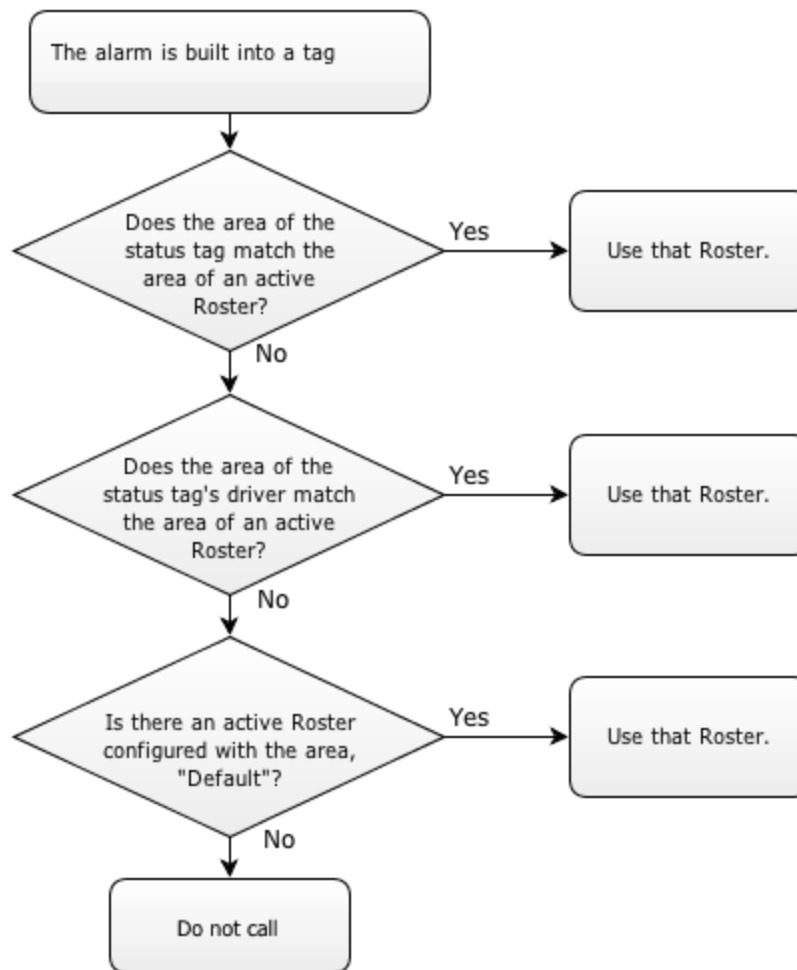 The alarm is built into a tag
Does the area of the
status tag match the
area of an active
Roster?
Yes
Use that Roster.
No
Does the area of the
status tag's driver match
the area of an active
Roster?
Yes
Use that Roster.
No
Is there an active Roster
configured with the area,
"Default"?
Yes
Use that Roster.
No
Do not call